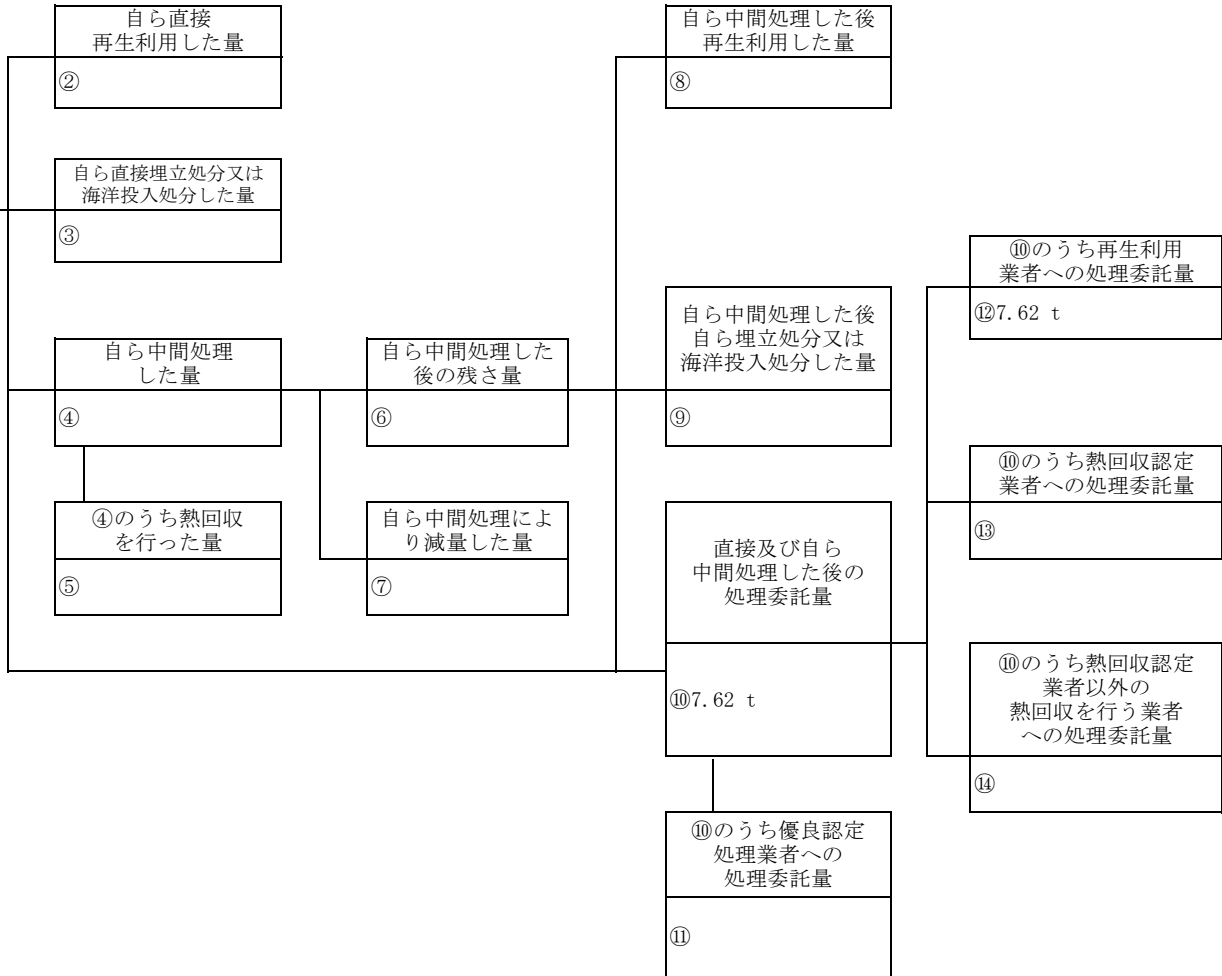 自ら直接
再生利用した量
②
自ら直接埋立処分又は
海洋投入処分した量
③
自ら中間処理
した量
④
④のうち熱回収
を行った量
⑤
自ら中間処理した
後の残さ量
⑥
自ら中間処理によ
り減量した量
⑦
自ら中間処理した後
再生利用した量
⑧
自ら中間処理した後
自ら埋立処分又は
海洋投入処分した量
⑨
直接及び自ら
中間処理した後の
処理委託量
⑩7.62 t
⑩のうち優良認定
処理業者への
処理委託量
⑪
⑩のうち再生利用
業者への処理委託量
⑫7.62 t
⑩のうち熱回収認定
業者への処理委託量
⑬
⑩のうち熱回収認定
業者以外の
熱回収を行う業者
への処理委託量
⑭